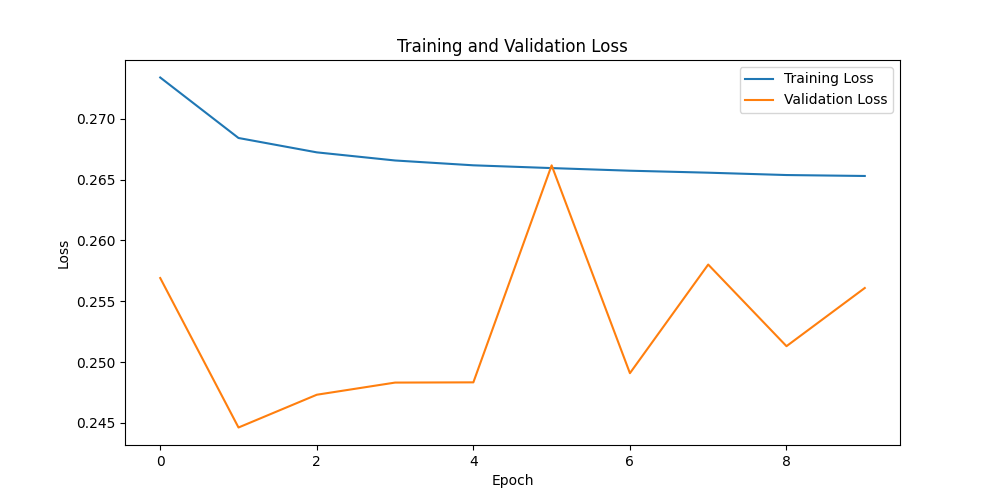 Training and Validation Loss
Training Loss
Validation Loss
0.270
0.265
0.260
0.255
0.250
0.245
Loss
0 2 4 6 8
Epoch